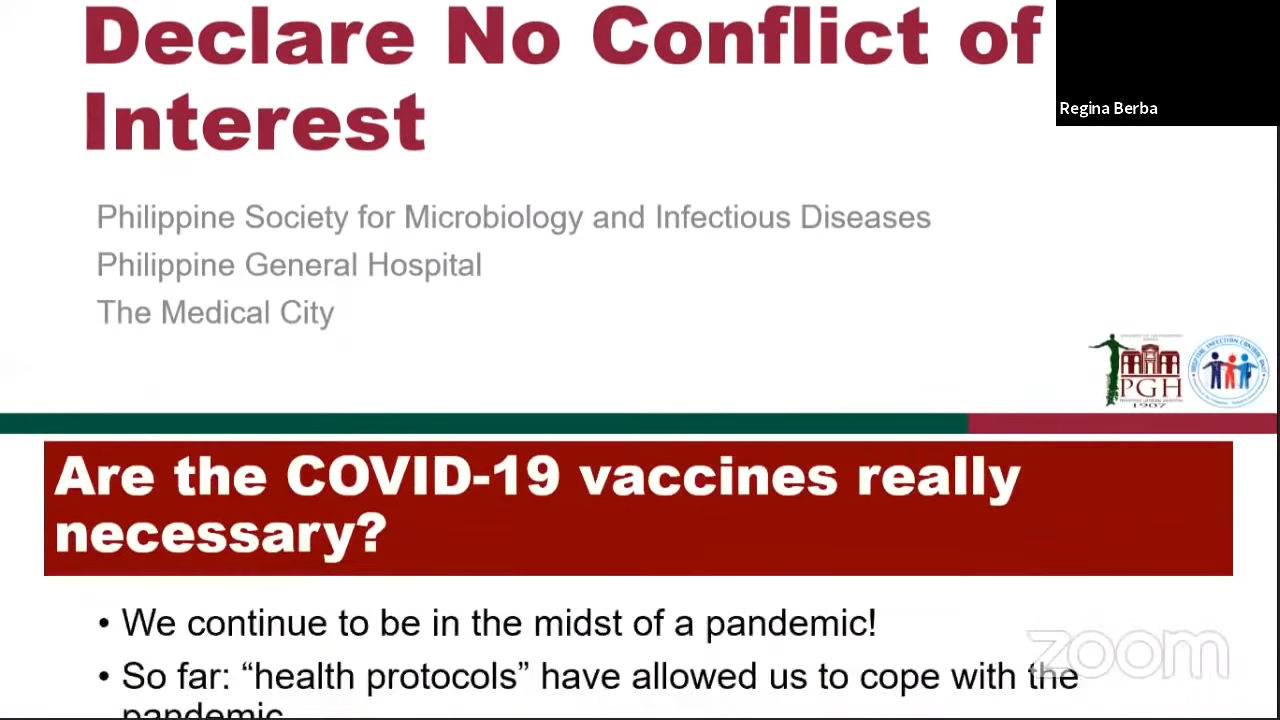 Declare No Conflict of
Interest
Regina Berba
Philippine Society for Microbiology and Infectious Diseases
Philippine General Hospital
The Medical City
PGH
1907
Are the COVID-19 vaccines really
necessary?
• We continue to be in the midst of a pandemic!
• So far: “health protocols” have allowed us to cope with the
pandemic
zoom